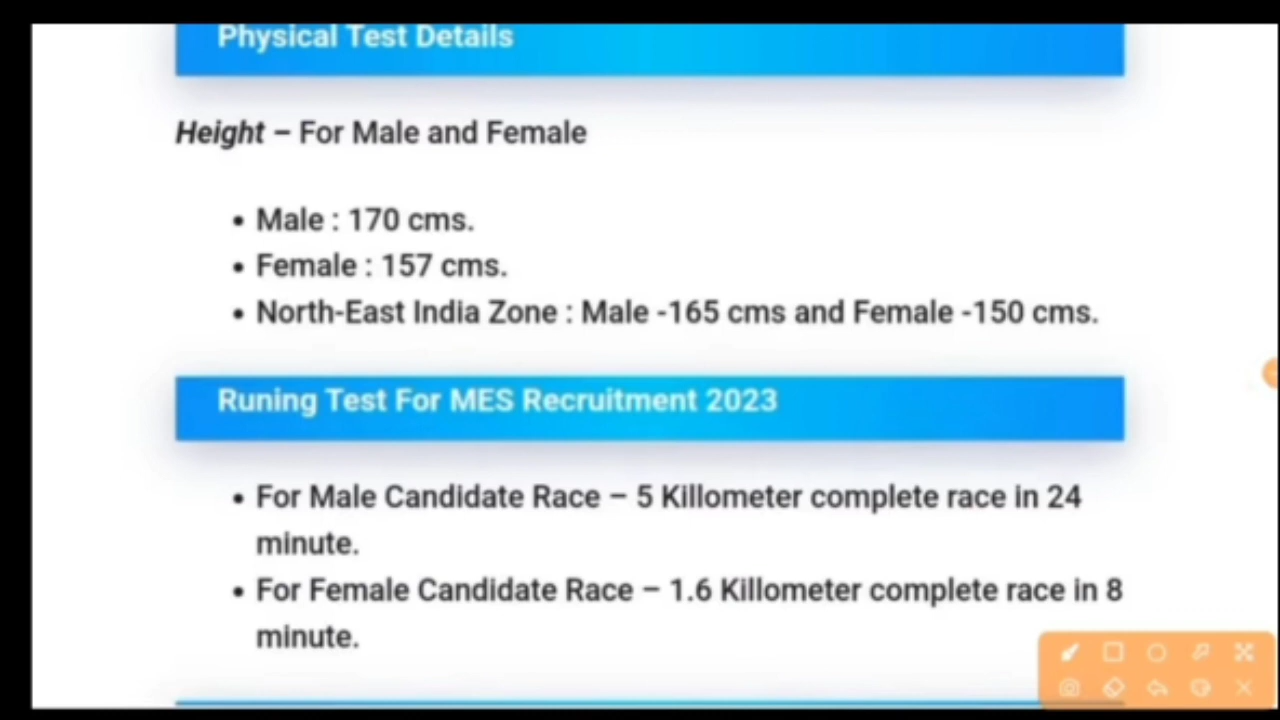 Physical Test Details
Height – For Male and Female
• Male : 170 cms.
• Female : 157 cms.
• North-East India Zone : Male -165 cms and Female -150 cms.
Runing Test For MES Recruitment 2023
• For Male Candidate Race – 5 Killometer complete race in 24
minute.
• For Female Candidate Race – 1.6 Killometer complete race in 8
minute.